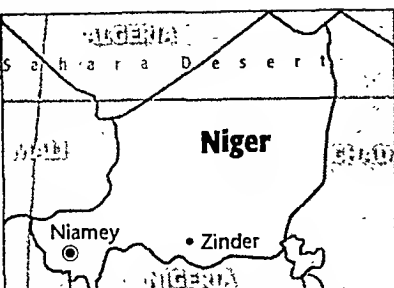 ALGERIA
Sahara Desert
Niger
MALI
CHAD
Niamey
Zinder
NIGERIA